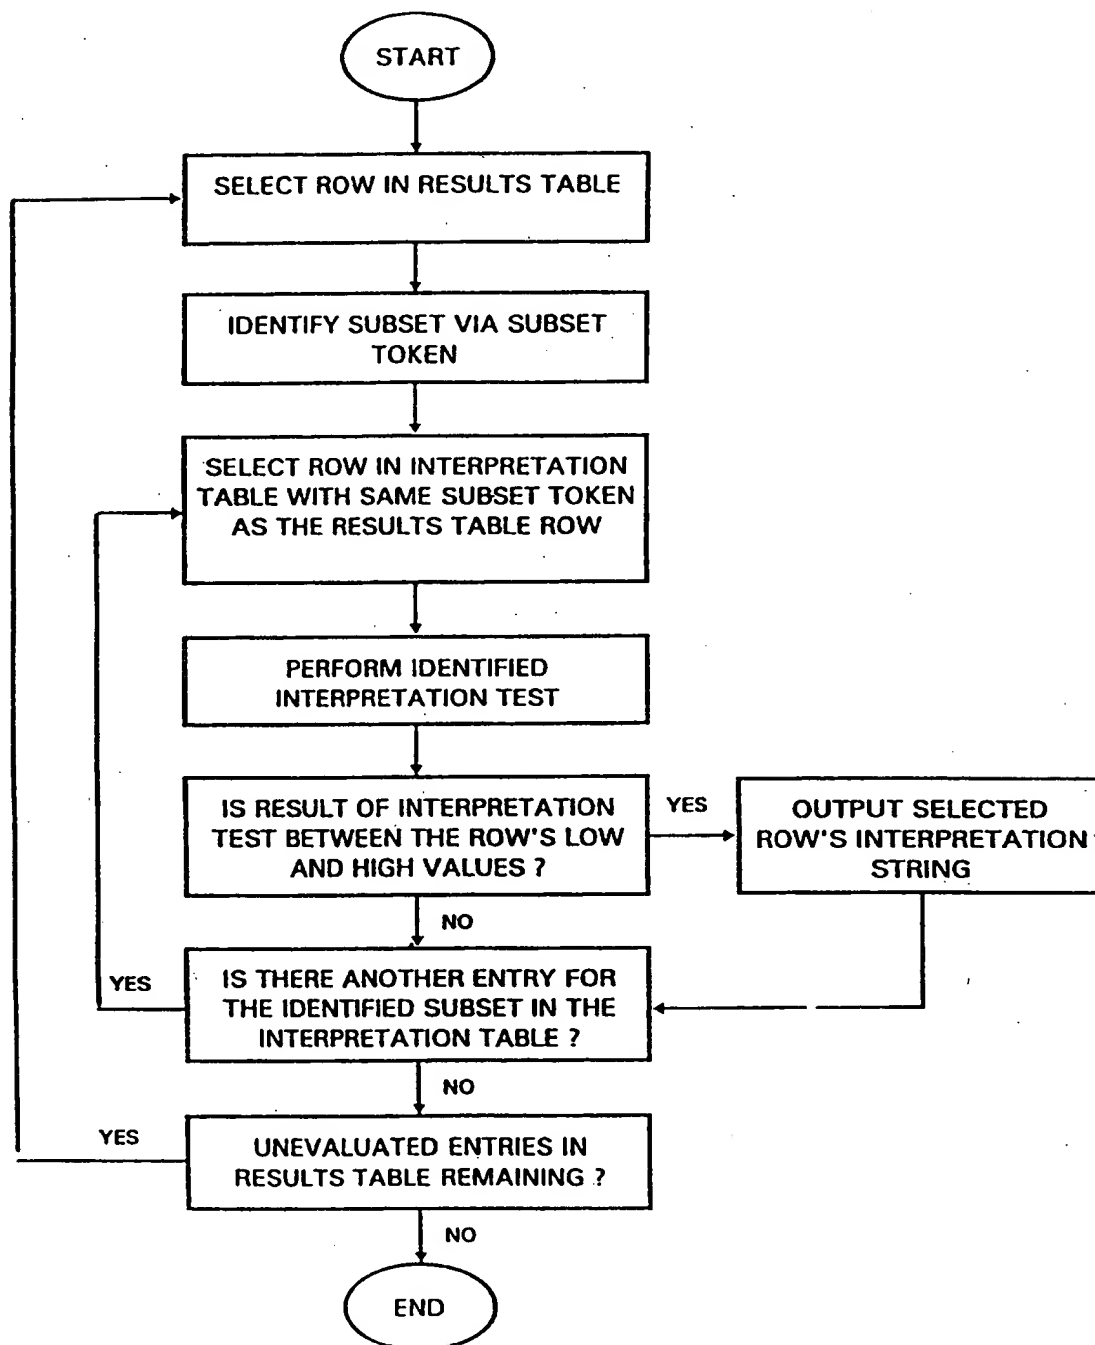 START
SELECT ROW IN RESULTS TABLE
IDENTIFY SUBSET VIA SUBSET
TOKEN
SELECT ROW IN INTERPRETATION
TABLE WITH SAME SUBSET TOKEN
AS THE RESULTS TABLE ROW
PERFORM IDENTIFIED
INTERPRETATION TEST
IS RESULT OF INTERPRETATION
TEST BETWEEN THE ROW'S LOW
AND HIGH VALUES ?
YES
OUTPUT SELECTED
ROW'S INTERPRETATION
STRING
NO
YES
IS THERE ANOTHER ENTRY FOR
THE IDENTIFIED SUBSET IN THE
INTERPRETATION TABLE ?
NO
YES
UNEVALUATED ENTRIES IN
RESULTS TABLE REMAINING ?
NO
END